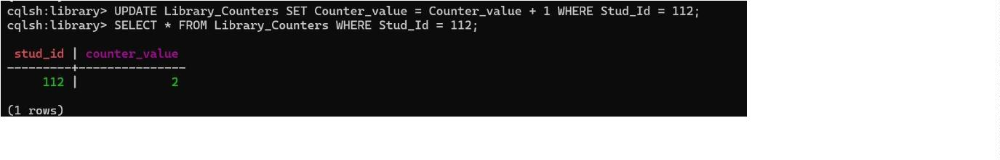 cqlsh:library> UPDATE Library_Counters SET Counter_value = Counter_value + 1 WHERE Stud_Id = 112;
cqlsh:library> SELECT * FROM Library_Counters WHERE Stud_Id = 112;
stud_id | counter_value
---------+---------------
112 | 2
(1 rows)